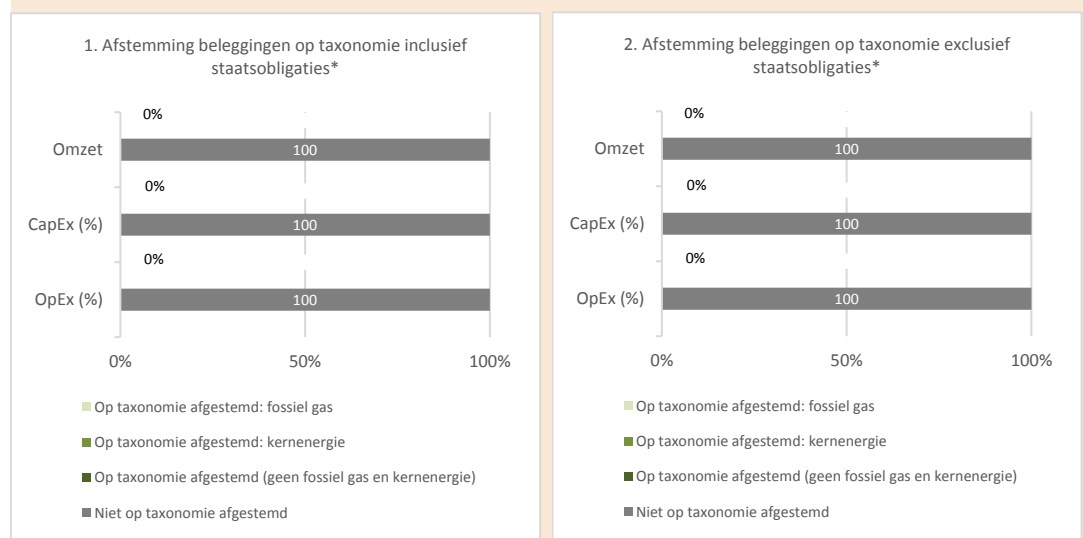 1. Afstemming beleggingen op taxonomie inclusief
staatsobligaties*
0%
Omzet
100
0%
CapEx (%)
100
0%
OpEx (%)
100
0%
50%
100%
Op taxonomie afgestemd: fossiel gas
Op taxonomie afgestemd: kernenergie
Op taxonomie afgestemd (geen fossiel gas en kernenergie)
Niet op taxonomie afgestemd
2. Afstemming beleggingen op taxonomie exclusief
staatsobligaties*
0%
Omzet
100
0%
CapEx (%)
100
0%
OpEx (%)
100
0%
50%
100%
Op taxonomie afgestemd: fossiel gas
Op taxonomie afgestemd: kernenergie
Op taxonomie afgestemd (geen fossiel gas en kernenergie)
Niet op taxonomie afgestemd